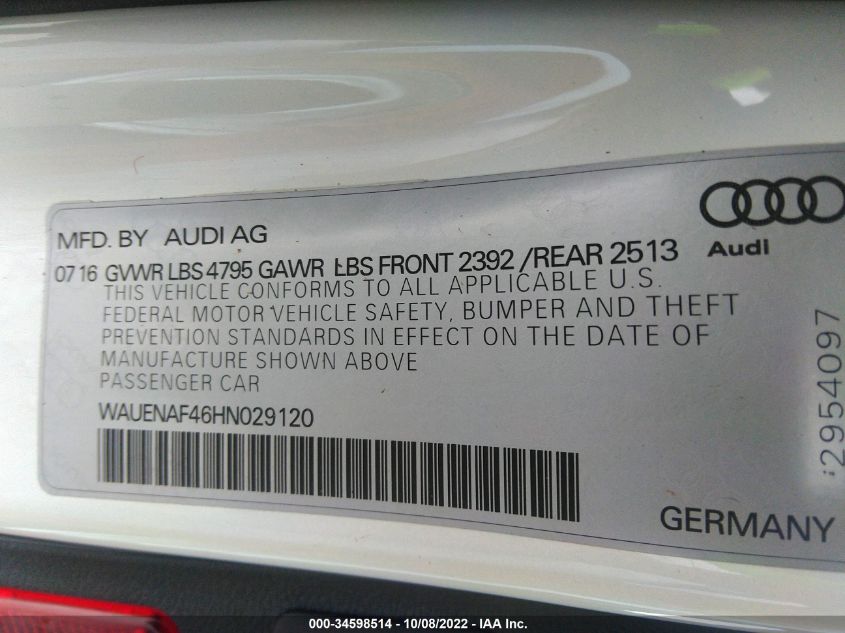 Audi
MFD. BY AUDI AG
07 16 GVWR LBS 4795 GAWR LBS FRONT 2392 /REAR 2513
THIS VEHICLE CONFORMS TO ALL APPLICABLE U.S.
FEDERAL MOTOR VEHICLE SAFETY, BUMPER AND THEFT
PREVENTION STANDARDS IN EFFECT ON THE DATE OF
MANUFACTURE SHOWN ABOVE
PASSENGER CAR
WAUENAF46HN029120
:2954097
GERMANY
000-34598514 - 10/08/2022 - IAA Inc.